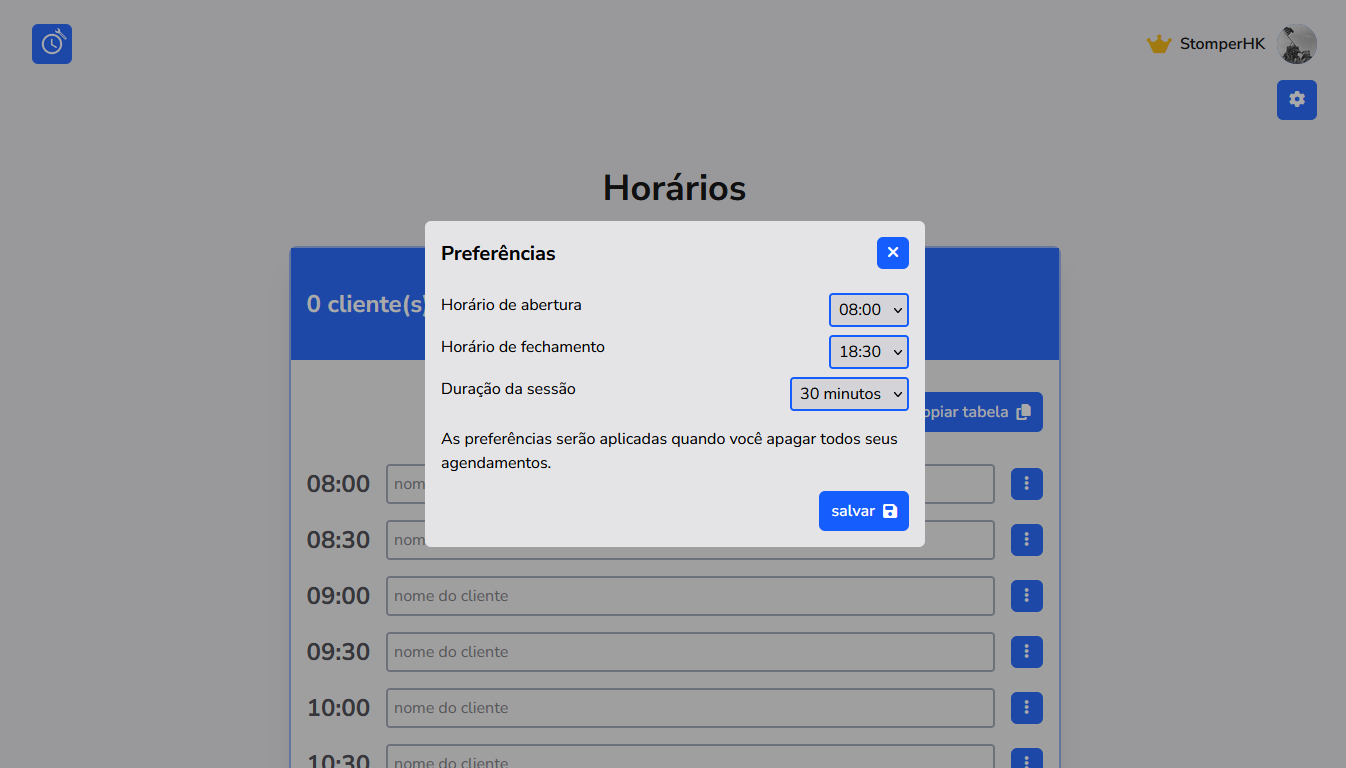 StomperHK
Horários
Preferências
0 cliente(s)
Horário de abertura
08:00
Horário de fechamento
18:30
Duração da sessão
30 minutos
opiar tabela
As preferências serão aplicadas quando você apagar todos seus
agendamentos.
08:00
nom
salvar
08:30
nom
09:00
nome do cliente
09:30
nome do cliente
10:00
nome do cliente
10:30
nome do cliente